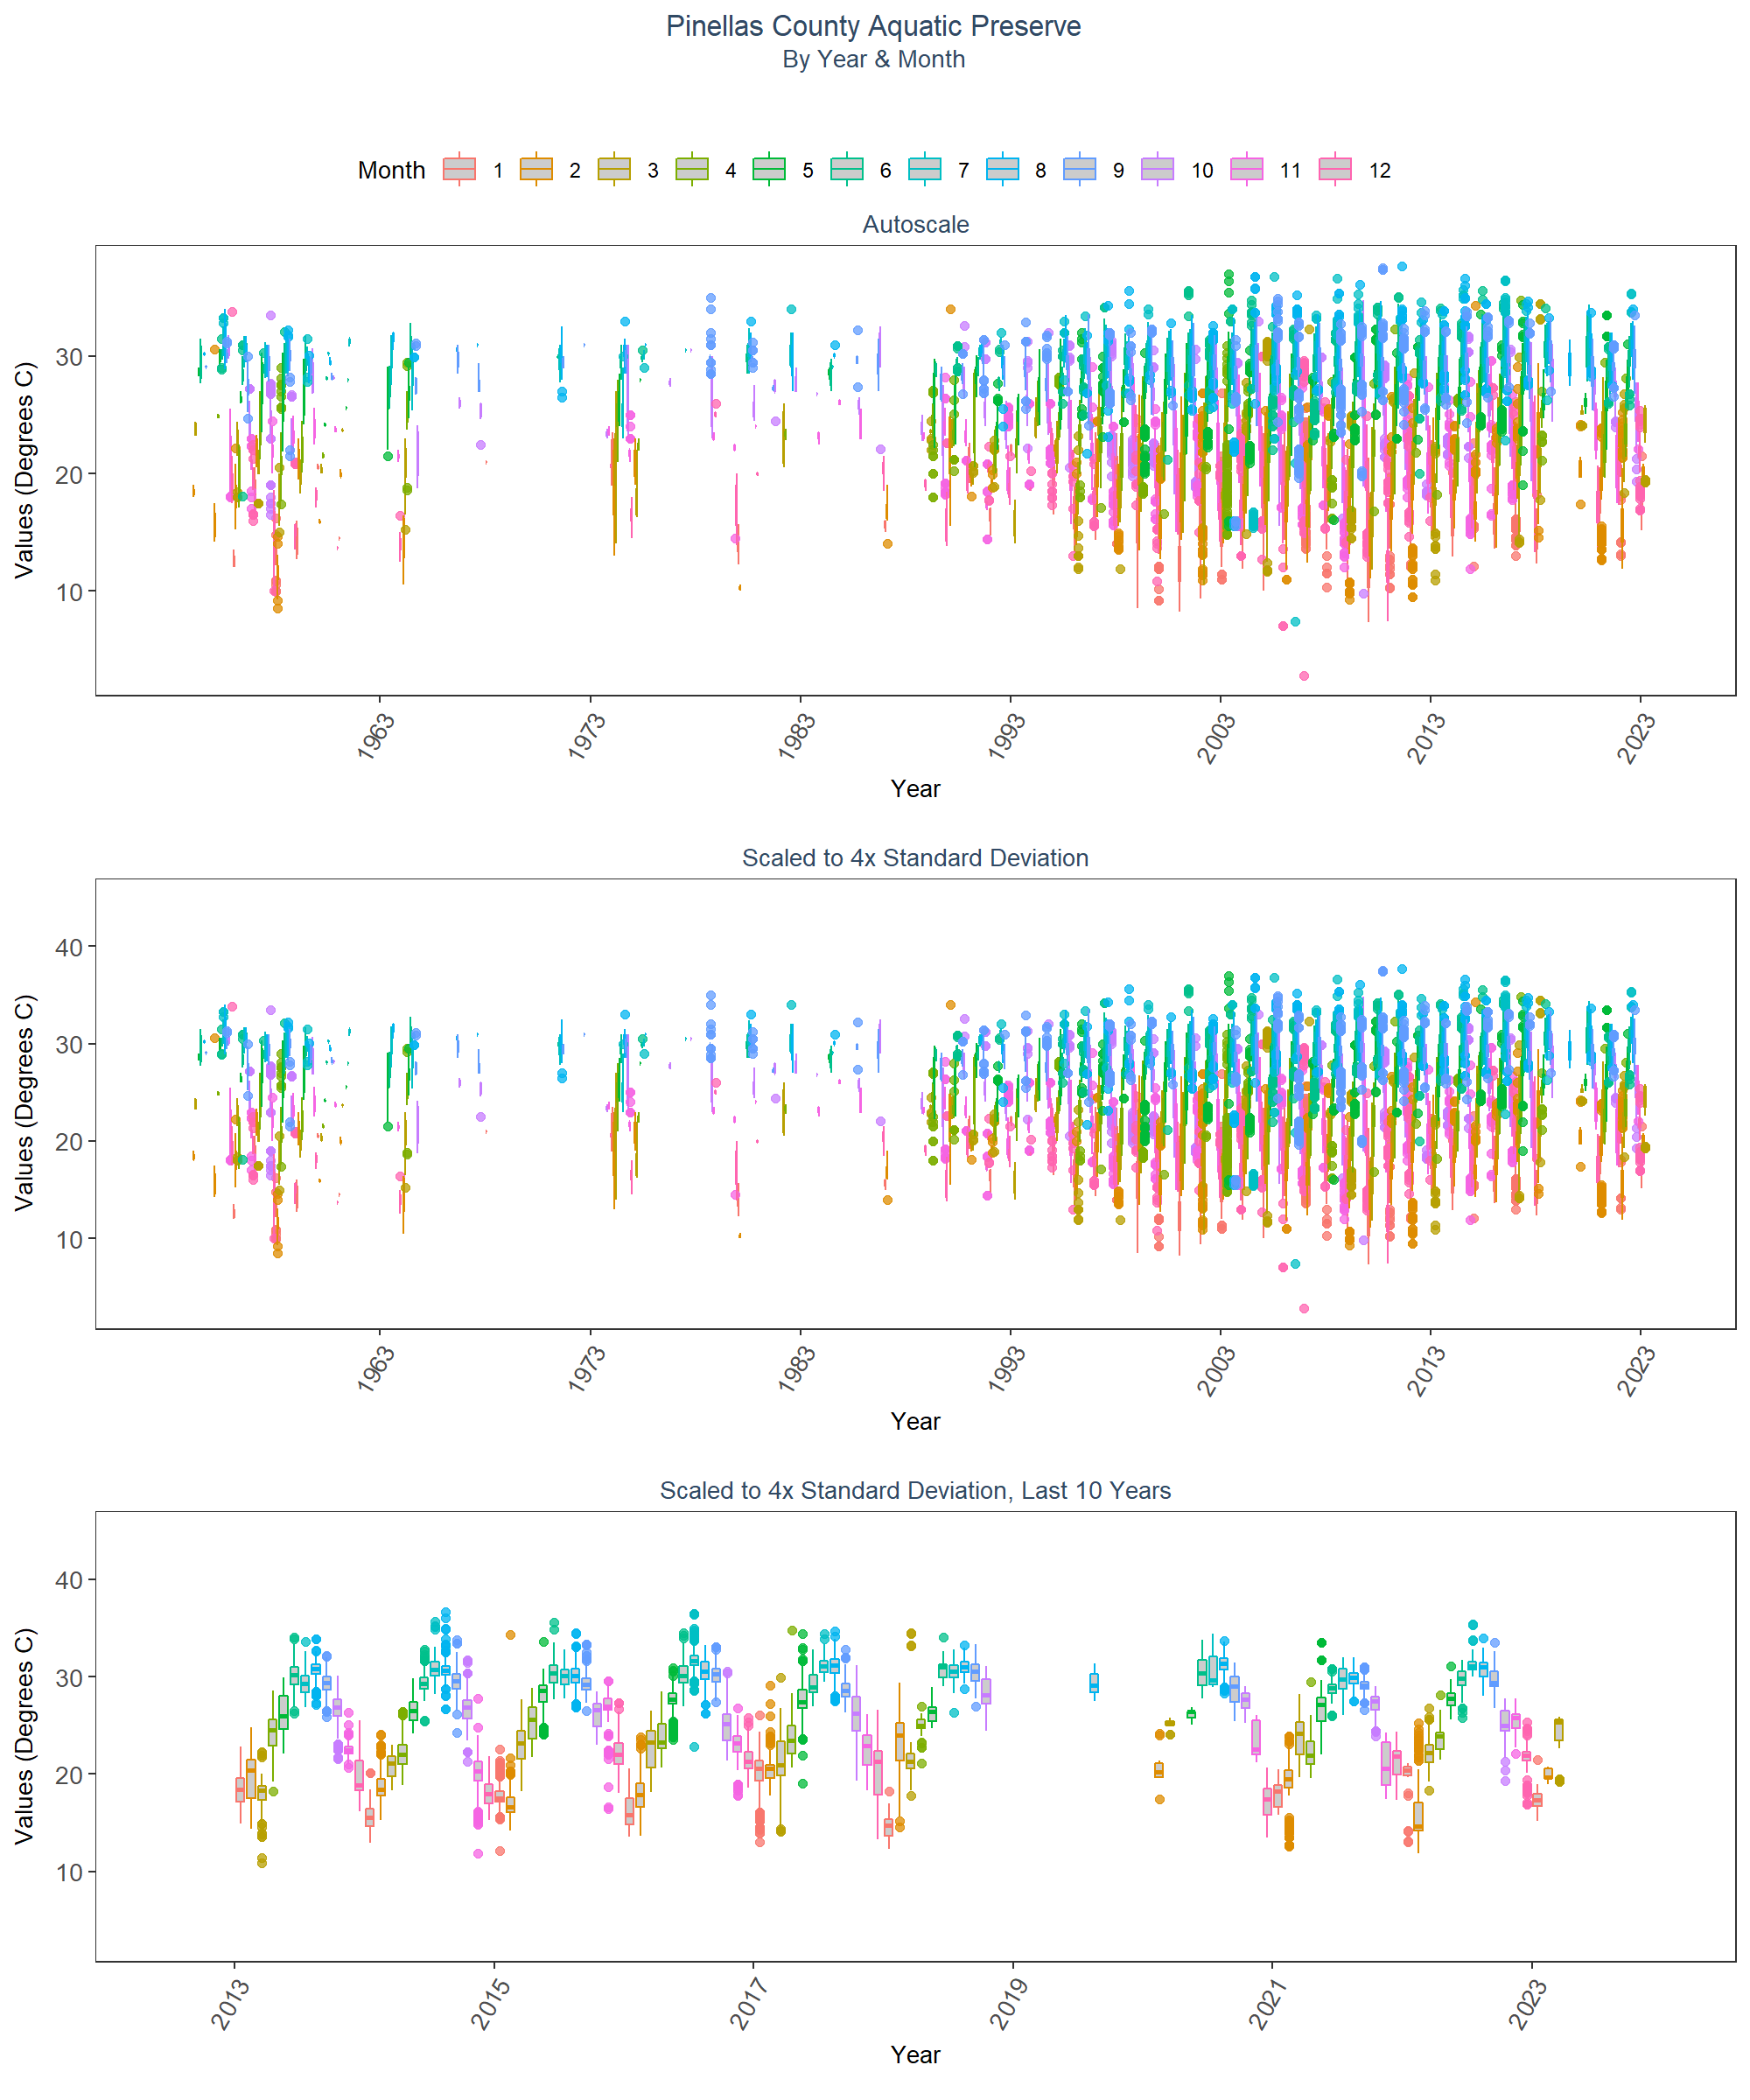 Pinellas County Aquatic Preserve
By Year & Month
Month 1 2 3 4 5 6 7 8 9 10 11 12
Autoscale
Values (Degrees C)
30
20
10
1963 1973 1983 1993 2003 2013 2023
Year
Scaled to 4x Standard Deviation
Values (Degrees C)
40
30
20
10
1963 1973 1983 1993 2003 2013 2023
Year
Scaled to 4x Standard Deviation, Last 10 Years
Values (Degrees C)
40
30
20
10
2013 2015 2017 2019 2021 2023
Year